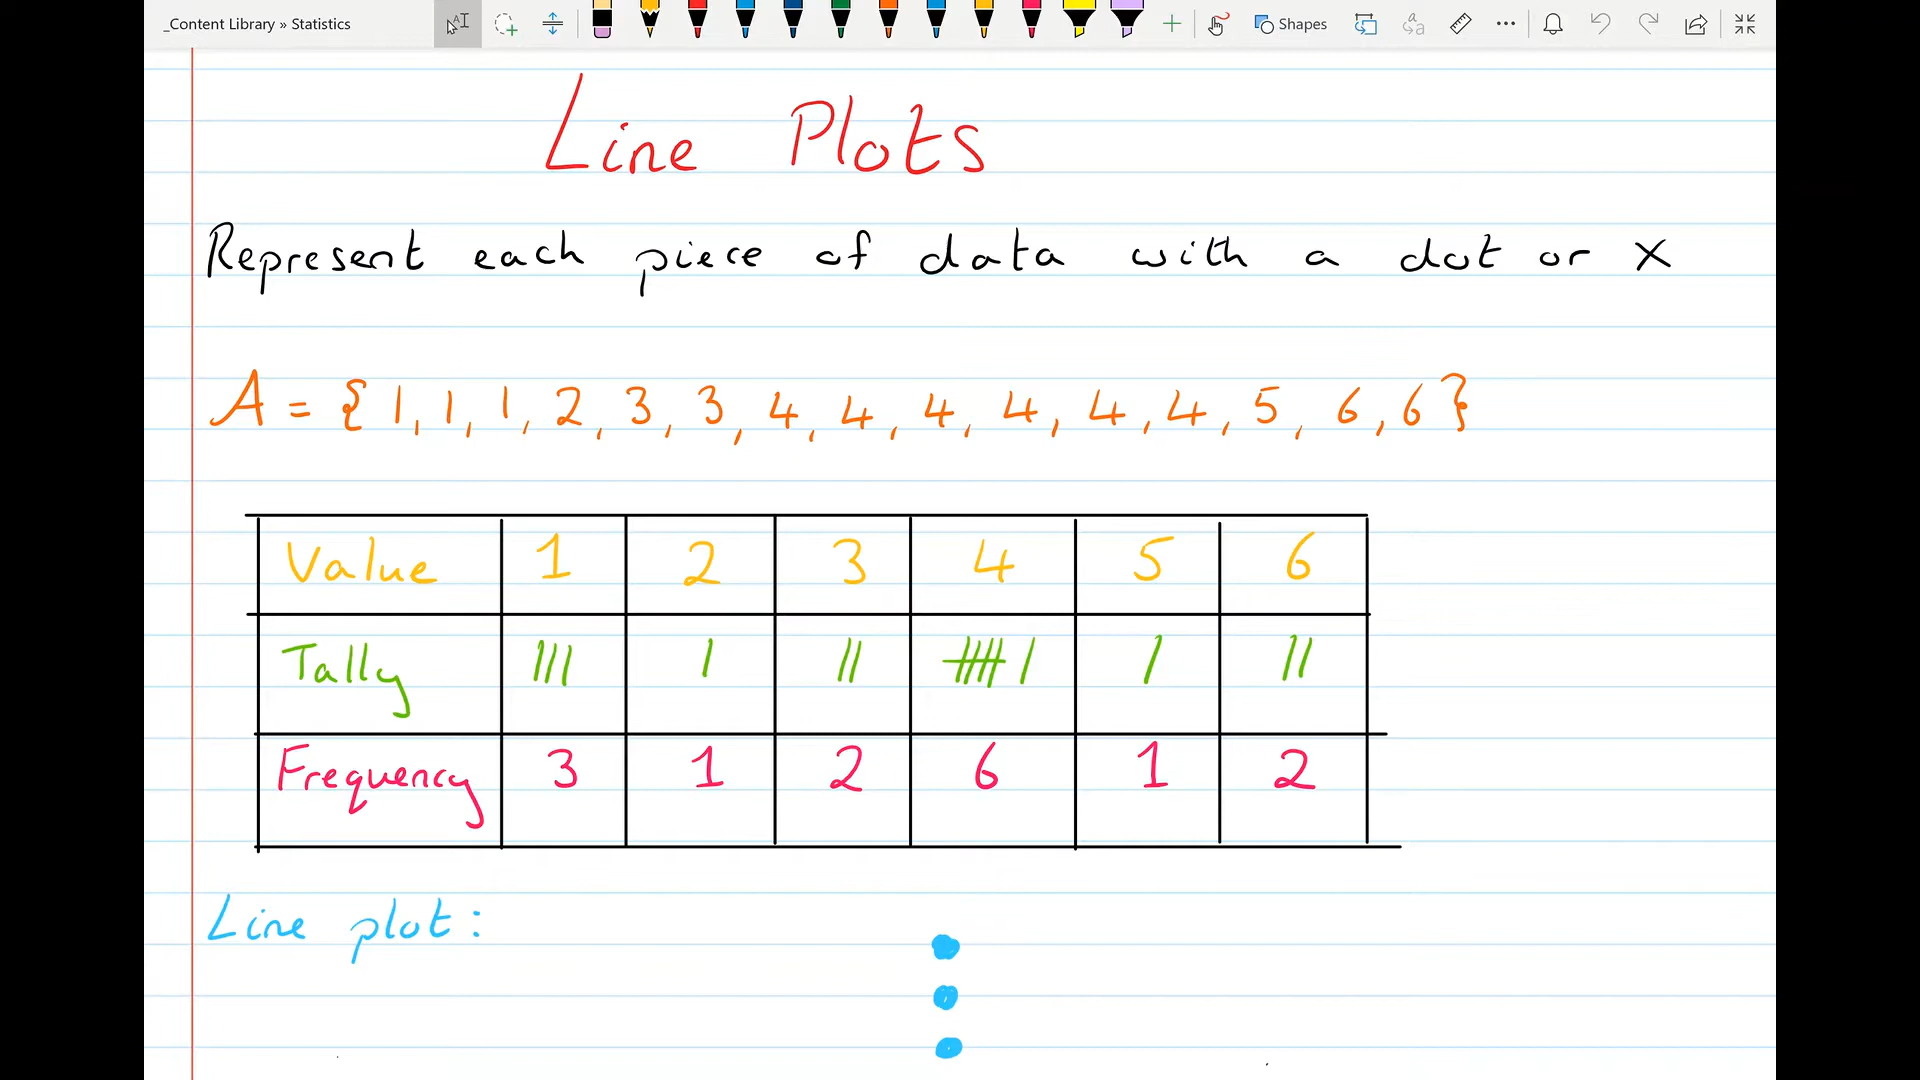 _Content Library » Statistics
Shapes
Line Plots
Represent each piece of data with a dot or X
A = { 1, 1, 1, 2, 3, 3, 4, 4, 4, 4, 4, 4, 5, 6, 6 }
Value 1 2 3 4 5 6
Tally ||| | || |||| | | ||
Frequency 3 1 2 6 1 2
Line plot: